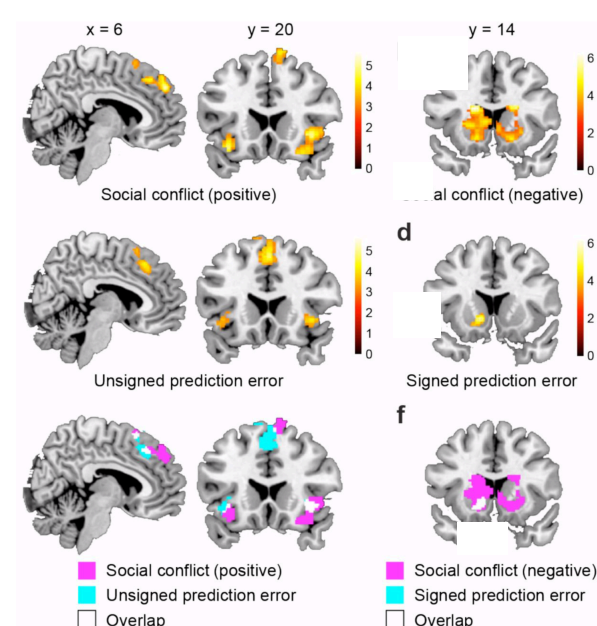 x = 6
y = 20
y = 14
5
4
3
2
1
0
6
4
2
0
Social conflict (positive)
al conflict (negative)
d
5
4
3
2
1
0
6
4
2
0
Unsigned prediction error
Signed prediction error
f
Social conflict (positive)
Unsigned prediction error
Overlap
Social conflict (negative)
Signed prediction error
Overlap